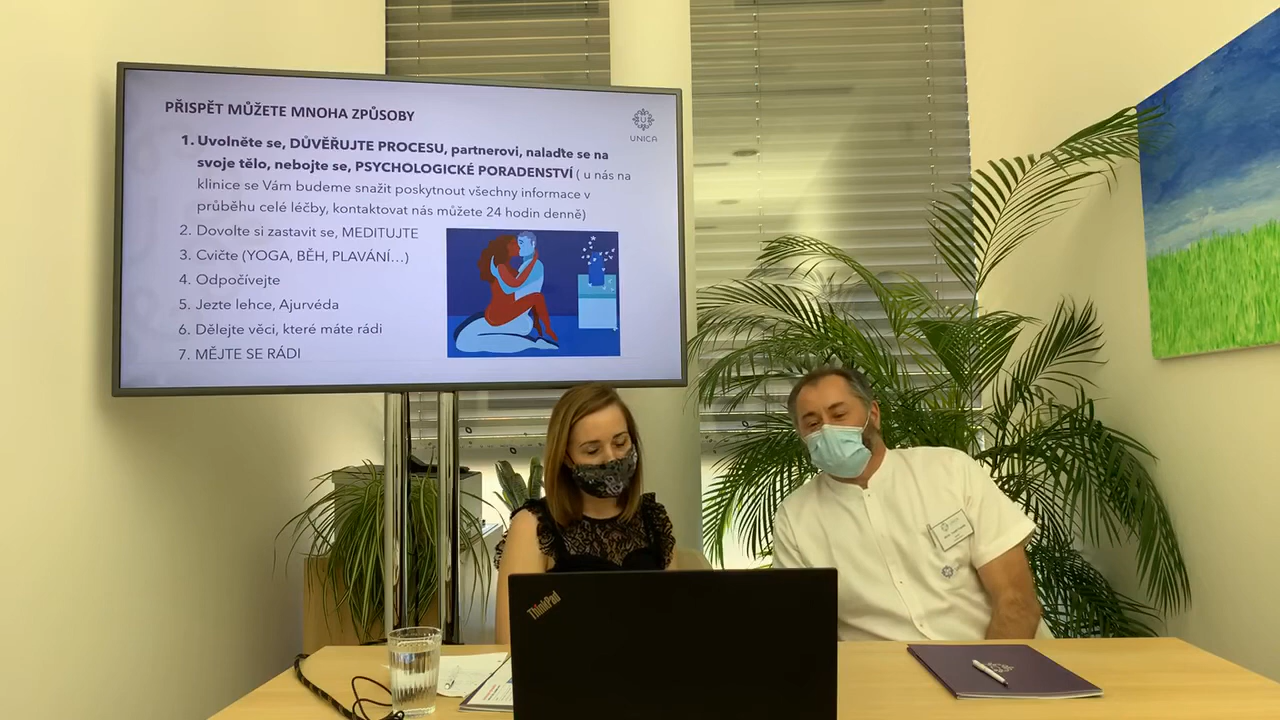 PŘISPĚT MŮŽETE MNOHA ZPŮSOBY
UNICA
1. Uvolněte se, DŮVĚŘUJTE PROCESU, partnerovi, nalaďte se na
svoje tělo, nebojte se, PSYCHOLOGICKÉ PORADENSTVÍ ( u nás na
klinice se Vám budeme snažit poskytnout všechny informace v
průběhu celé léčby, kontaktovat nás můžete 24 hodin denně)
2. Dovolte si zastavit se, MEDITUJTE
3. Cvičte (YOGA, BĚH, PLAVÁNÍ...)
4. Odpočívejte
5. Jezte lehce, Ajurvéda
6. Dělejte věci, které máte rádi
7. MĚJTE SE RÁDI
ThinkPad